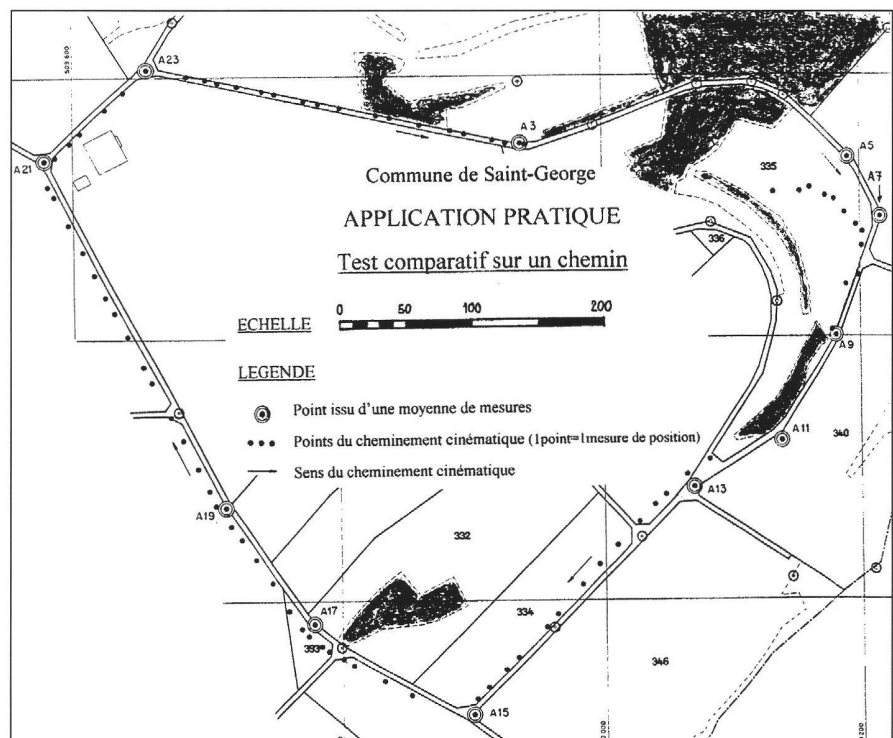 503 600
A23
A3
A5
A21
335
A7
Commune de Saint-George
APPLICATION PRATIQUE
336
Test comparatif sur un chemin
0 50 100 200
ECHELLE
A9
LEGENDE
Point issu d'une moyenne de mesures
A11
Points du cheminement cinématique (1point=1mesure de position)
340
Sens du cheminement cinématique
A13
A19
332
334
A17
393
346
A15